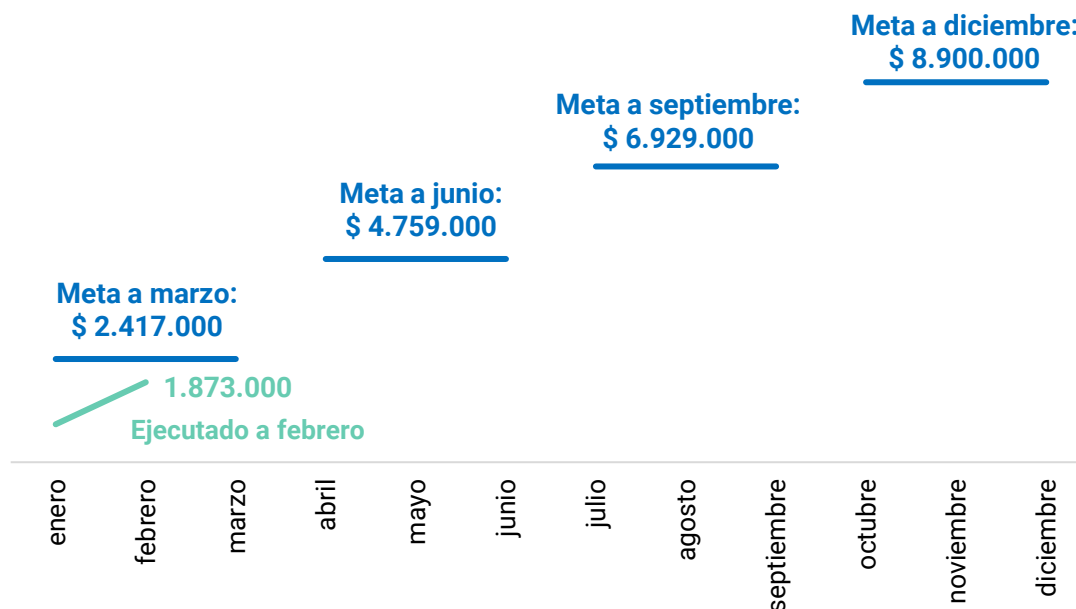 Meta a diciembre:
$ 8.900.000
Meta a septiembre:
$ 6.929.000
Meta a junio:
$ 4.759.000
Meta a marzo:
$ 2.417.000
1.873.000
Ejecutado a febrero
enero
febrero
marzo
abril
mayo
junio
julio
agosto
septiembre
octubre
noviembre
diciembre